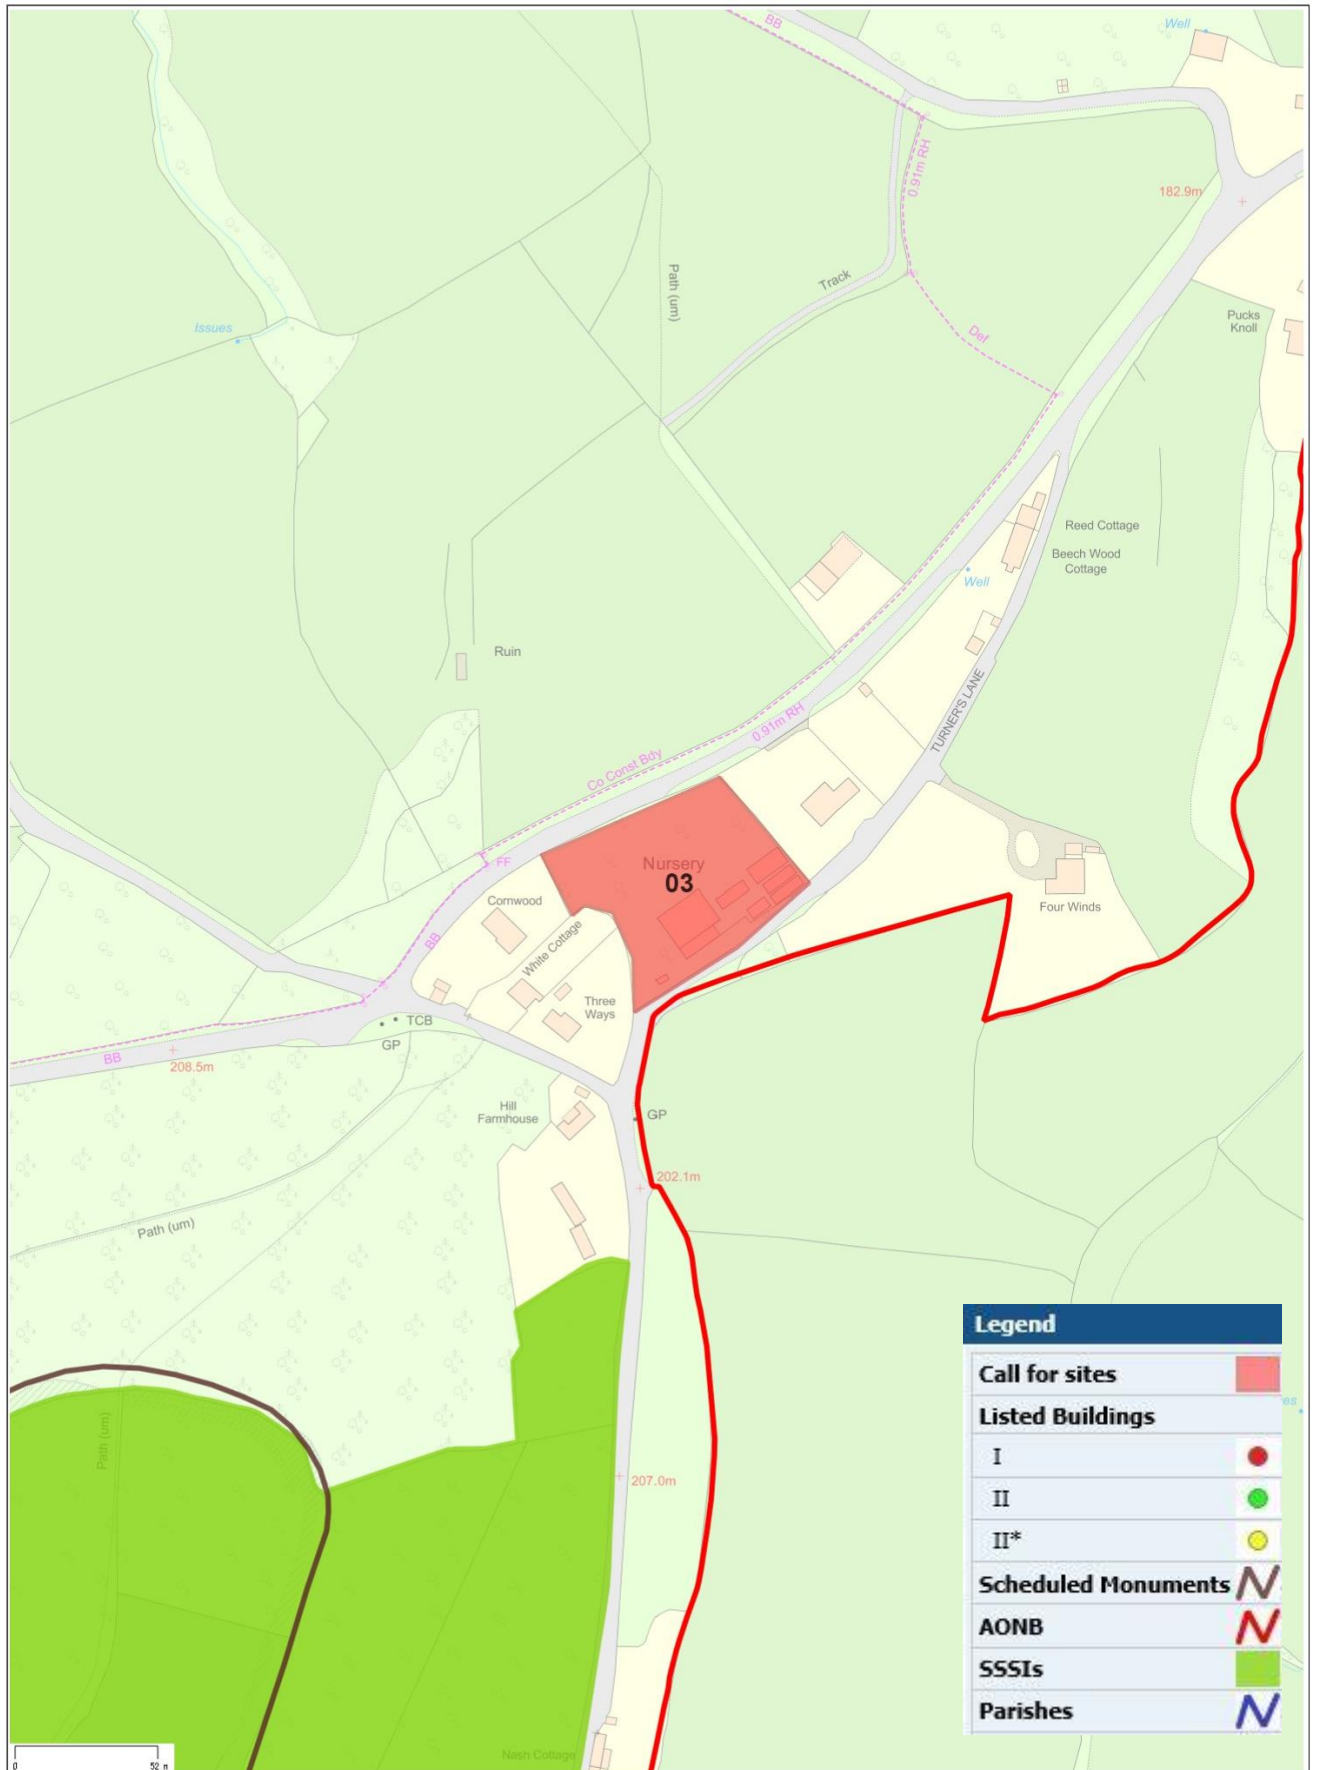 BB
Well
0.91m RH
182.9m
Path (um)
Track
Issues
Pucks
Knoll
Def
Reed Cottage
Beech Wood
Cottage
Well
Ruin
TURNER'S LANE
0.91m RH
Co Const Bdy
FF
Nursery
03
Cornwood
White Cottage
Four Winds
BB
Three
Ways
TCB
GP
BB
208.5m
Hill
Farmhouse
GP
202.1m
Path (um)
Path (um)
207.0m
Nash Cottage
0 52 m
Legend
Call for sites
Listed Buildings
I
II
II*
Scheduled Monuments
AONB
SSSIs
Parishes